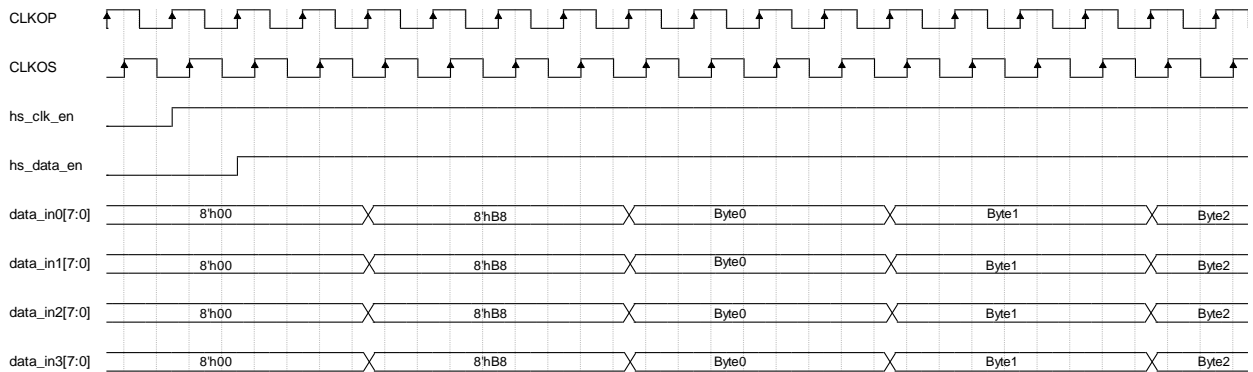 CLKOP
CLKOS
hs_clk_en
hs_data_en
data_in0[7:0] 8'h00 8'hB8 Byte0 Byte1 Byte2
data_in1[7:0] 8'h00 8'hB8 Byte0 Byte1 Byte2
data_in2[7:0] 8'h00 8'hB8 Byte0 Byte1 Byte2
data_in3[7:0] 8'h00 8'hB8 Byte0 Byte1 Byte2